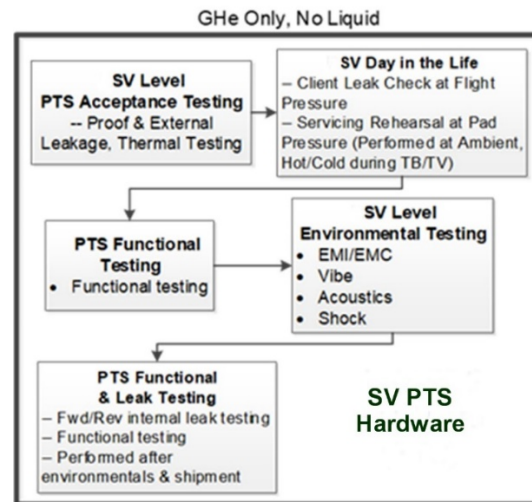 GHe Only, No Liquid
SV Level
PTS Acceptance Testing
-- Proof & External
Leakage, Thermal Testing
SV Day in the Life
– Client Leak Check at Flight
Pressure
– Servicing Rehearsal at Pad
Pressure (Performed at Ambient,
Hot/Cold during TB/TV)
PTS Functional
Testing
• Functional testing
SV Level
Environmental Testing
• EMI/EMC
• Vibe
• Acoustics
• Shock
PTS Functional
& Leak Testing
– Fwd/Rev internal leak testing
– Functional testing
– Performed after
environmentals & shipment
SV PTS
Hardware